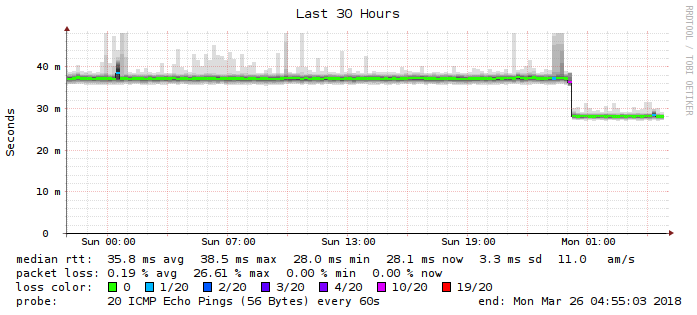 Last 30 Hours
RRDTOOL / TOBI OETIKER
Seconds
40 m
30 m
20 m
10 m
0
Sun 00:00 Sun 07:00 Sun 13:00 Sun 19:00 Mon 01:00
median rtt: 35.8 ms avg 38.5 ms max 28.0 ms min 28.1 ms now 3.3 ms sd 11.0 am/s
packet loss: 0.19 % avg 26.61 % max 0.00 % min 0.00 % now
loss color: 0 1/20 2/20 3/20 4/20 10/20 19/20
probe: 20 ICMP Echo Pings (56 Bytes) every 60s end: Mon Mar 26 04:55:03 2018